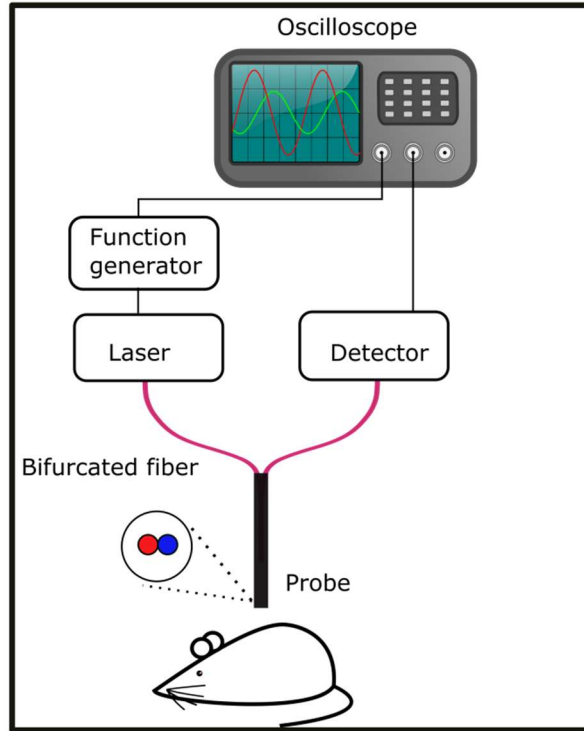 Oscilloscope
Function
generator
Laser
Detector
Bifurcated fiber
Probe